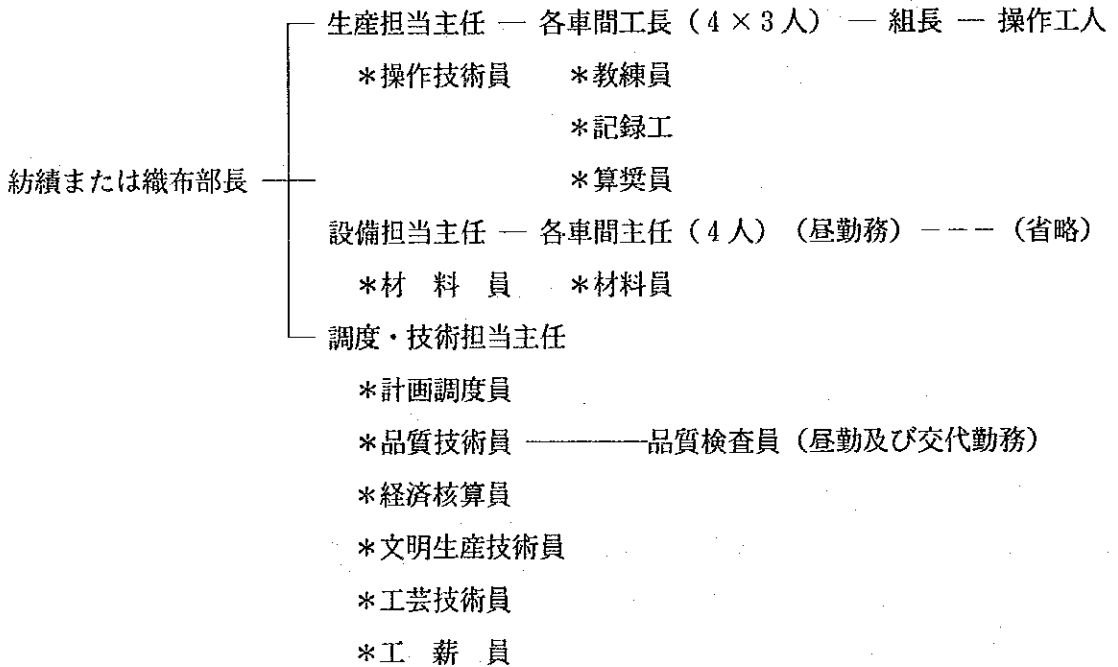 生産担当主任 — 各車間工長（4×3人） — 組長 — 操作工人
＊操作技術員 ＊教練員
＊記録工
紡績または織布部長 ＊算奨員
設備担当主任 — 各車間主任（4人）（昼勤務）－－－（省略）
＊材 料 員 ＊材料員
調度・技術担当主任
＊計画調度員
＊品質技術員 ————品質検査員（昼勤及び交代勤務）
＊経済核算員
＊文明生産技術員
＊工芸技術員
＊工 薪 員